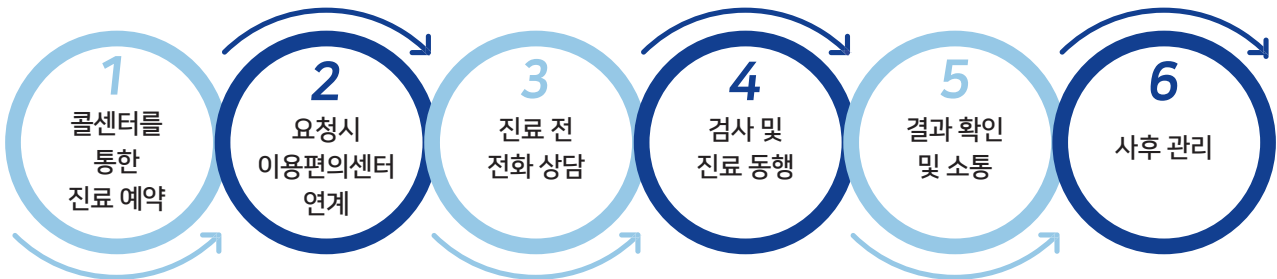 1
콜센터를
통한
진료 예약
2
요청시
이용편의센터
연계
3
진료 전
전화 상담
4
검사 및
진료 동행
5
결과 확인
및 소통
6
사후 관리